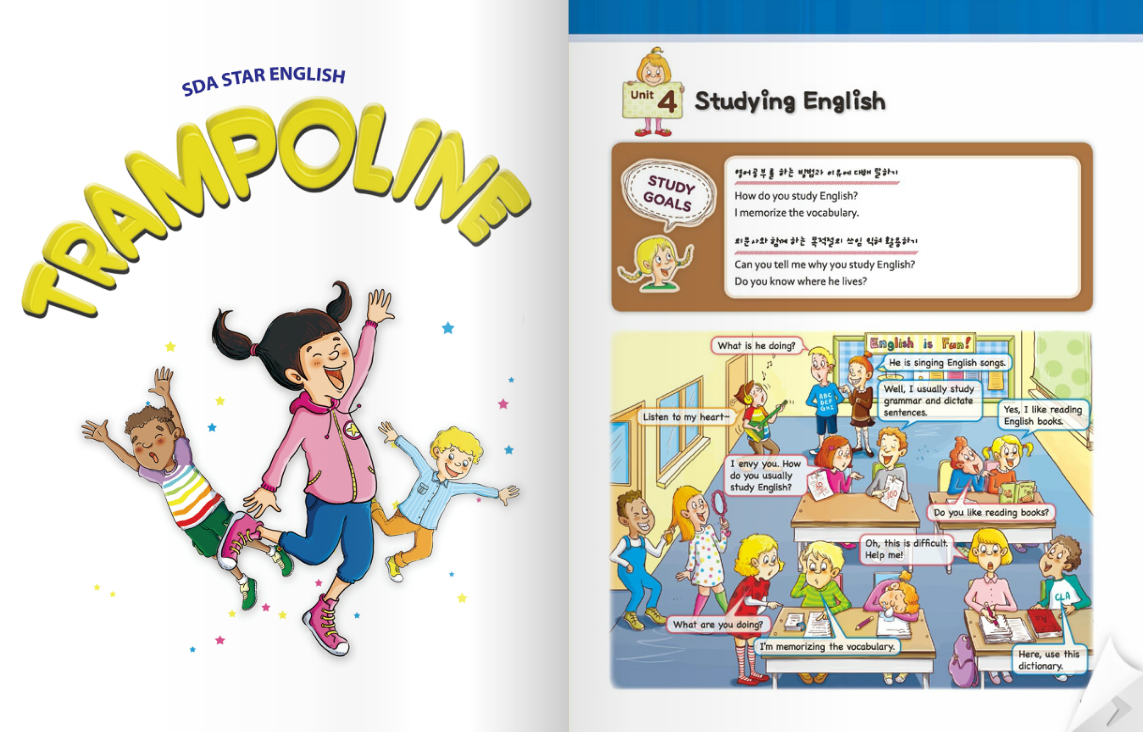 SDA STAR ENGLISH
TRAMPOLINE
Unit 4
Studying English
STUDY
GOALS
영어공부를 하는 방법과 이유에 대해 말하기
How do you study English?
I memorize the vocabulary.
의문사와 함께 하는 목적절의 쓰임 익혀 활용하기
Can you tell me why you study English?
Do you know where he lives?
English is Fun!
What is he doing?
He is singing English songs.
Listen to my heart~
ABC
DEF
GHI
Well, I usually study
grammar and dictate
sentences.
Yes, I like reading
English books.
I envy you. How
do you usually
study English?
100
Do you like reading books?
Oh, this is difficult.
Help me!
What are you doing?
I'm memorizing the vocabulary.
Here, use this
dictionary.